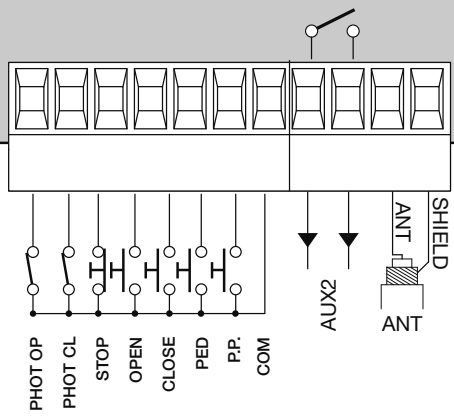 PHOT OP
PHOT CL
STOP
OPEN
CLOSE
PED
P.P.
COM
AUX2
ANT
SHIELD
ANT